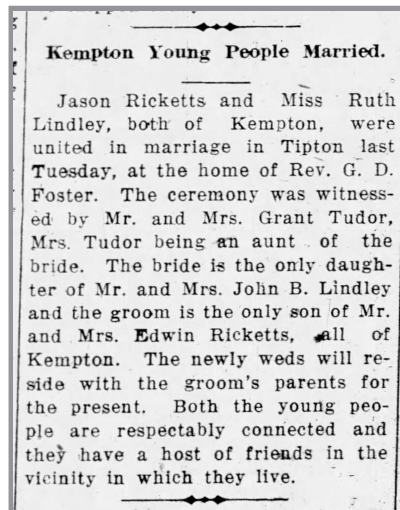 Kempton Young People Married.
Jason Ricketts and Miss Ruth
Lindley, both of Kempton, were
united in marriage in Tipton last
Tuesday, at the home of Rev. G. D.
Foster. The ceremony was witness-
ed by Mr. and Mrs. Grant Tudor,
Mrs. Tudor being an aunt of the
bride. The bride is the only daugh-
ter of Mr. and Mrs. John B. Lindley
and the groom is the only son of Mr.
and Mrs. Edwin Ricketts, all of
Kempton. The newly weds will re-
side with the groom's parents for
the present. Both the young peo-
ple are respectably connected and
they have a host of friends in the
vicinity in which they live.